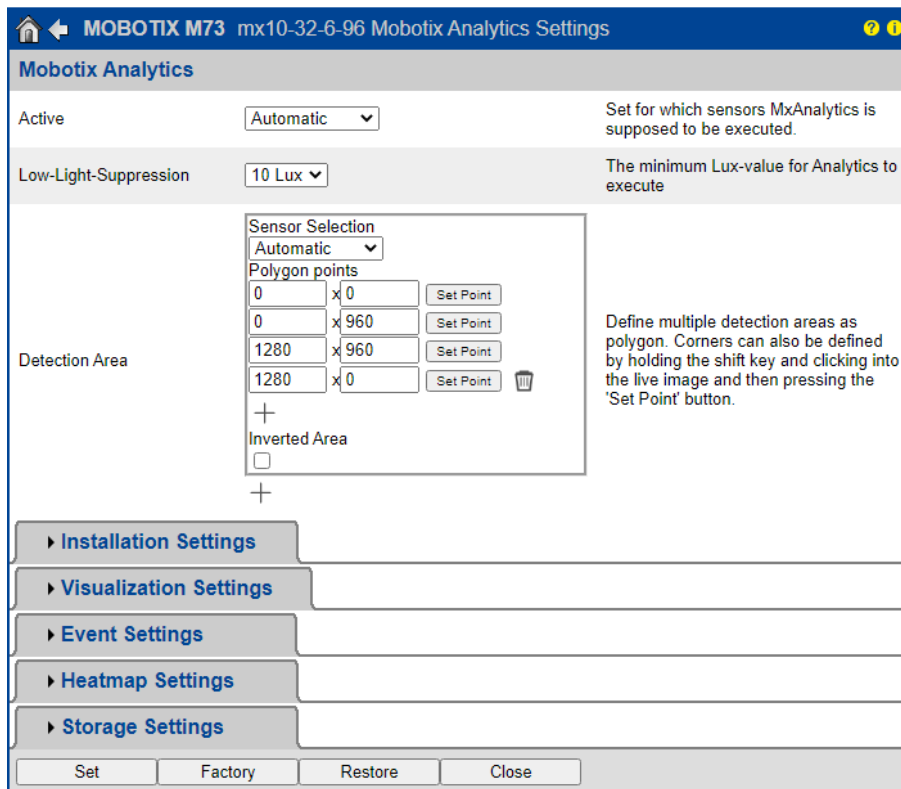 MOBOTIX M73 mx10-32-6-96 Mobotix Analytics Settings ? i
Mobotix Analytics
Active
Automatic
Set for which sensors MxAnalytics is
supposed to be executed.
Low-Light-Suppression
10 Lux
The minimum Lux-value for Analytics to
execute
Detection Area
Sensor Selection
Automatic
Polygon points
0 x 0 Set Point
0 x 960 Set Point
1280 x 960 Set Point
1280 x 0 Set Point
+
Inverted Area
+
Define multiple detection areas as
polygon. Corners can also be defined
by holding the shift key and clicking into
the live image and then pressing the
'Set Point' button.
Installation Settings
Visualization Settings
Event Settings
Heatmap Settings
Storage Settings
Set Factory Restore Close